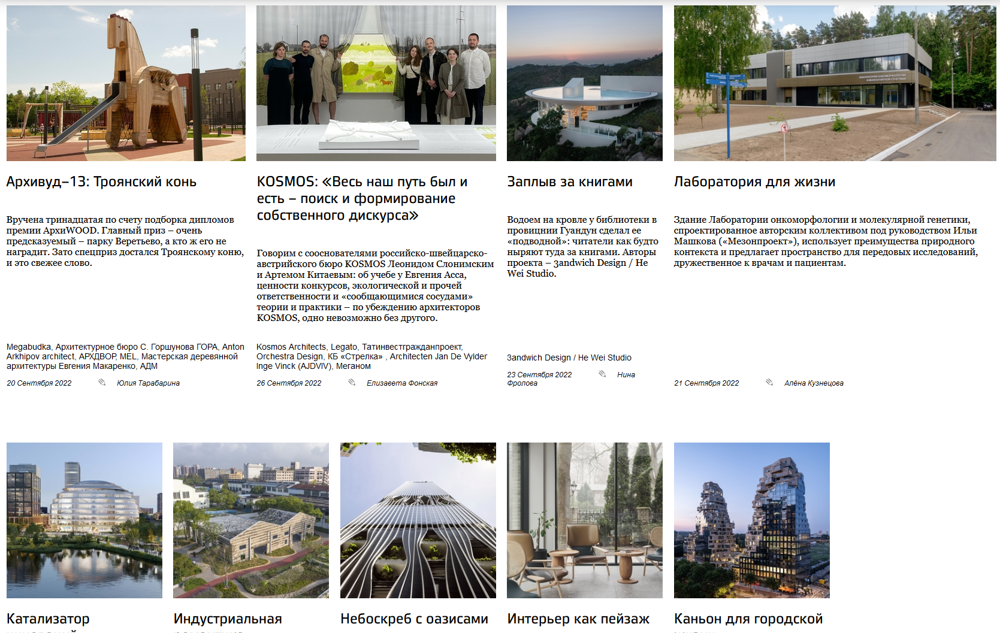 Архивуд–13: Троянский конь
Вручена тринадцатая по счету подборка дипломов
премии АрхиWOOD. Главный приз – очень
предсказуемый – парку Веретьево, а кто ж его не
наградит. Зато спецприз достался Троянскому коню,
и это свежее слово.
Megabudka, Архитектурное бюро С. Горшунова ГОРА, Anton
Arkhipov architect, АРХДВОР, MEL, Мастерская деревянной
архитектуры Евгения Макаренко, АДМ
20 Сентября 2022 Юлия Тарабарина
KOSMOS: «Весь наш путь был и
есть – поиск и формирование
собственного дискурса»
Говорим с сооснователями российско-швейцарско-
австрийского бюро KOSMOS Леонидом Слонимским
и Артемом Китаевым: об учебе у Евгения Асса,
ценности конкурсов, экологической и прочей
ответственности и «сообщающимися сосудами»
теории и практики – по убеждению архитекторов
KOSMOS, одно невозможно без другого.
Kosmos Architects, Legato, Татинвестгражданпроект,
Orchestra Design, КБ «Стрелка» , Architecten Jan De Vylder
Inge Vinck (AJDVIV), Меганом
26 Сентября 2022 Елизавета Фонская
Заплыв за книгами
Водоем на кровле у библиотеки в
провинции Гуандун сделал ее
«подводной»: читатели как будто
ныряют туда за книгами. Авторы
проекта – 3andwich Design / He
Wei Studio.
3andwich Design / He Wei Studio
23 Сентября 2022 Нина
Фролова
ЛАБОРАТОРИЯ ОНКОМОРФОЛОГИИ
И МОЛЕКУЛЯРНОЙ ГЕНЕТИКИ
Лаборатория для жизни
Здание Лаборатории онкоморфологии и молекулярной генетики,
спроектированное авторским коллективом под руководством Ильи
Машкова («Мезонпроект»), использует преимущества природного
контекста и предлагает пространство для передовых исследований,
дружественное к врачам и пациентам.
21 Сентября 2022 Алёна Кузнецова
Катализатор
Индустриальная
Небоскреб с оазисами
Интерьер как пейзаж
Каньон для городской